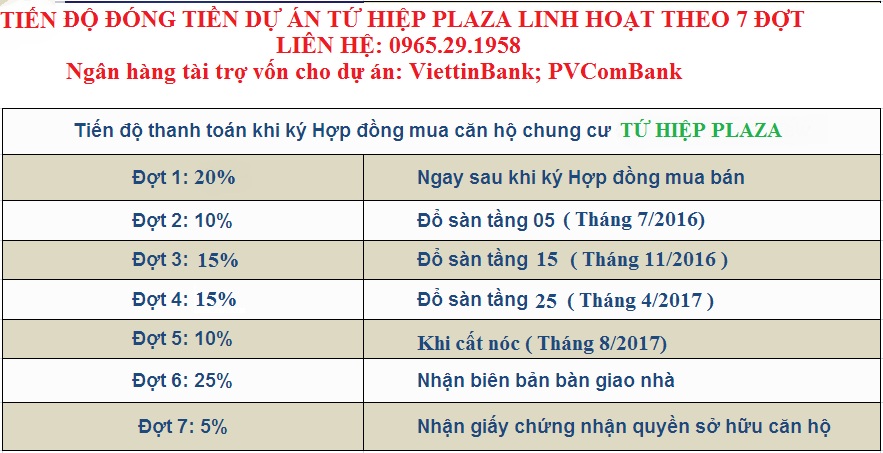 TIẾN ĐỘ ĐÓNG TIỀN DỰ ÁN TỨ HIỆP PLAZA LINH HOẠT THEO 7 ĐỢT
LIÊN HỆ: 0965.29.1958
Ngân hàng tài trợ vốn cho dự án: ViettinBank; PVComBank
Tiến độ thanh toán khi ký Hợp đồng mua căn hộ chung cư TỨ HIỆP PLAZA
Đợt 1: 20% Ngay sau khi ký Hợp đồng mua bán
Đợt 2: 10% Đổ sàn tầng 05 ( Tháng 7/2016)
Đợt 3: 15% Đổ sàn tầng 15 ( Tháng 11/2016 )
Đợt 4: 15% Đổ sàn tầng 25 ( Tháng 4/2017 )
Đợt 5: 10% Khi cất nóc ( Tháng 8/2017)
Đợt 6: 25% Nhận biên bản bàn giao nhà
Đợt 7: 5% Nhận giấy chứng nhận quyền sở hữu căn hộ